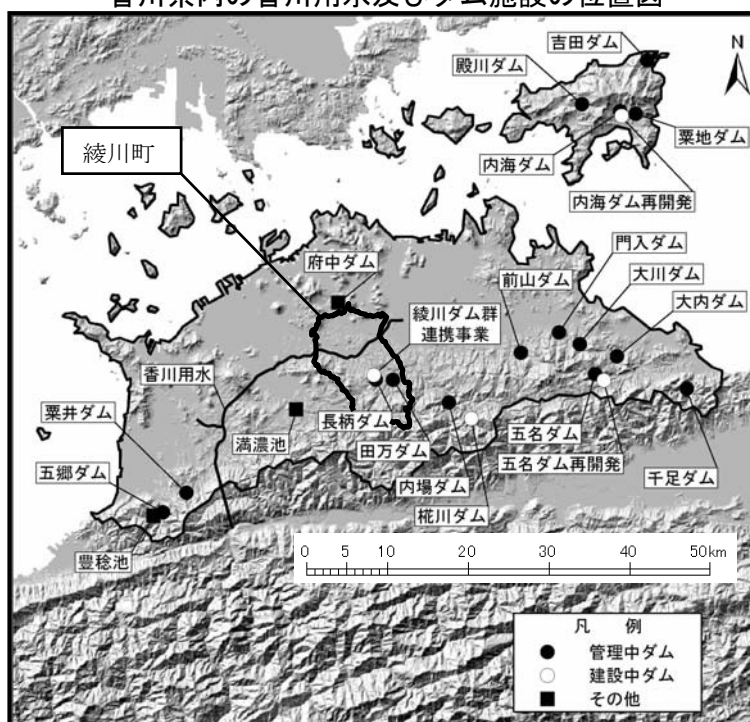 香川県内の香川用水及びダム施設の位置図
吉田ダム
N
殿川ダム
粟地ダム
内海ダム
内海ダム再開発
綾川町
府中ダム
門入ダム
前山ダム
大川ダム
綾川ダム群
連携事業
大内ダム
香川用水
粟井ダム
満濃池
長柄ダム
田万ダム
五名ダム
五名ダム再開発
千足ダム
五郷ダム
内場ダム
椛川ダム
豊稔池
0 5 10 20 30 40 50km
凡 例
管理中ダム
建設中ダム
その他